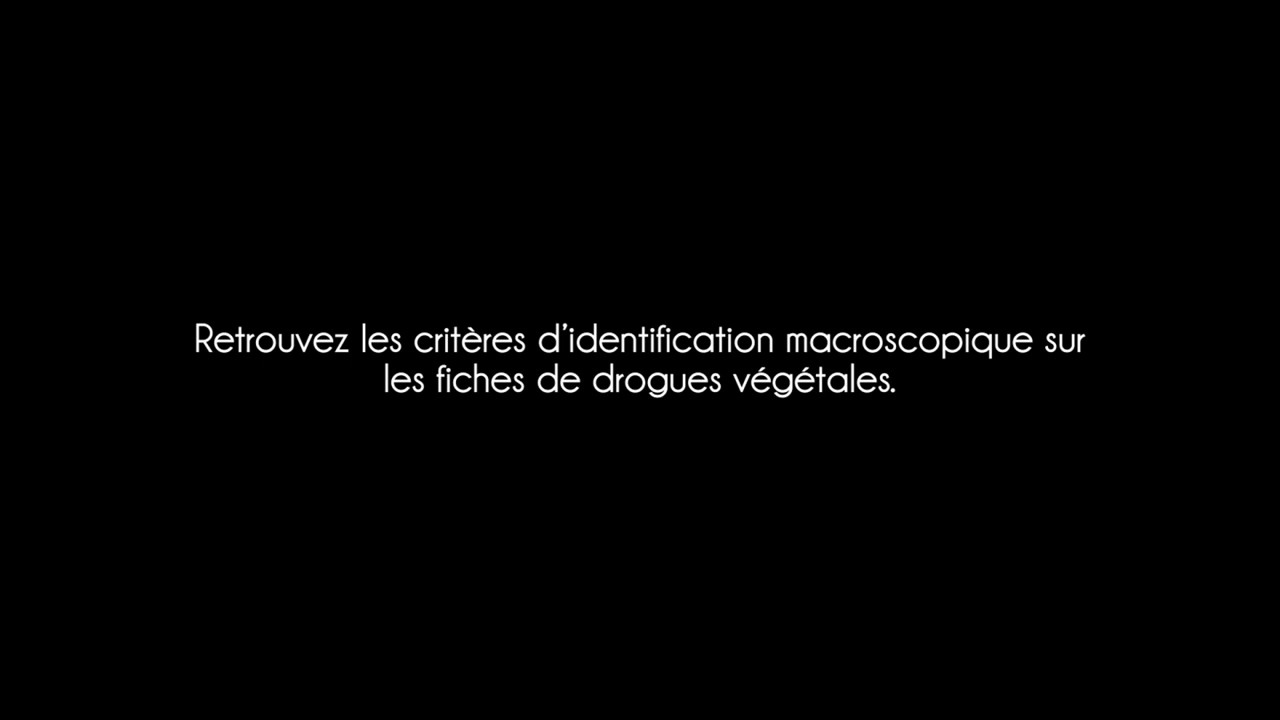 Retrouvez les critères d’identification macroscopique sur
les fiches de drogues végétales.